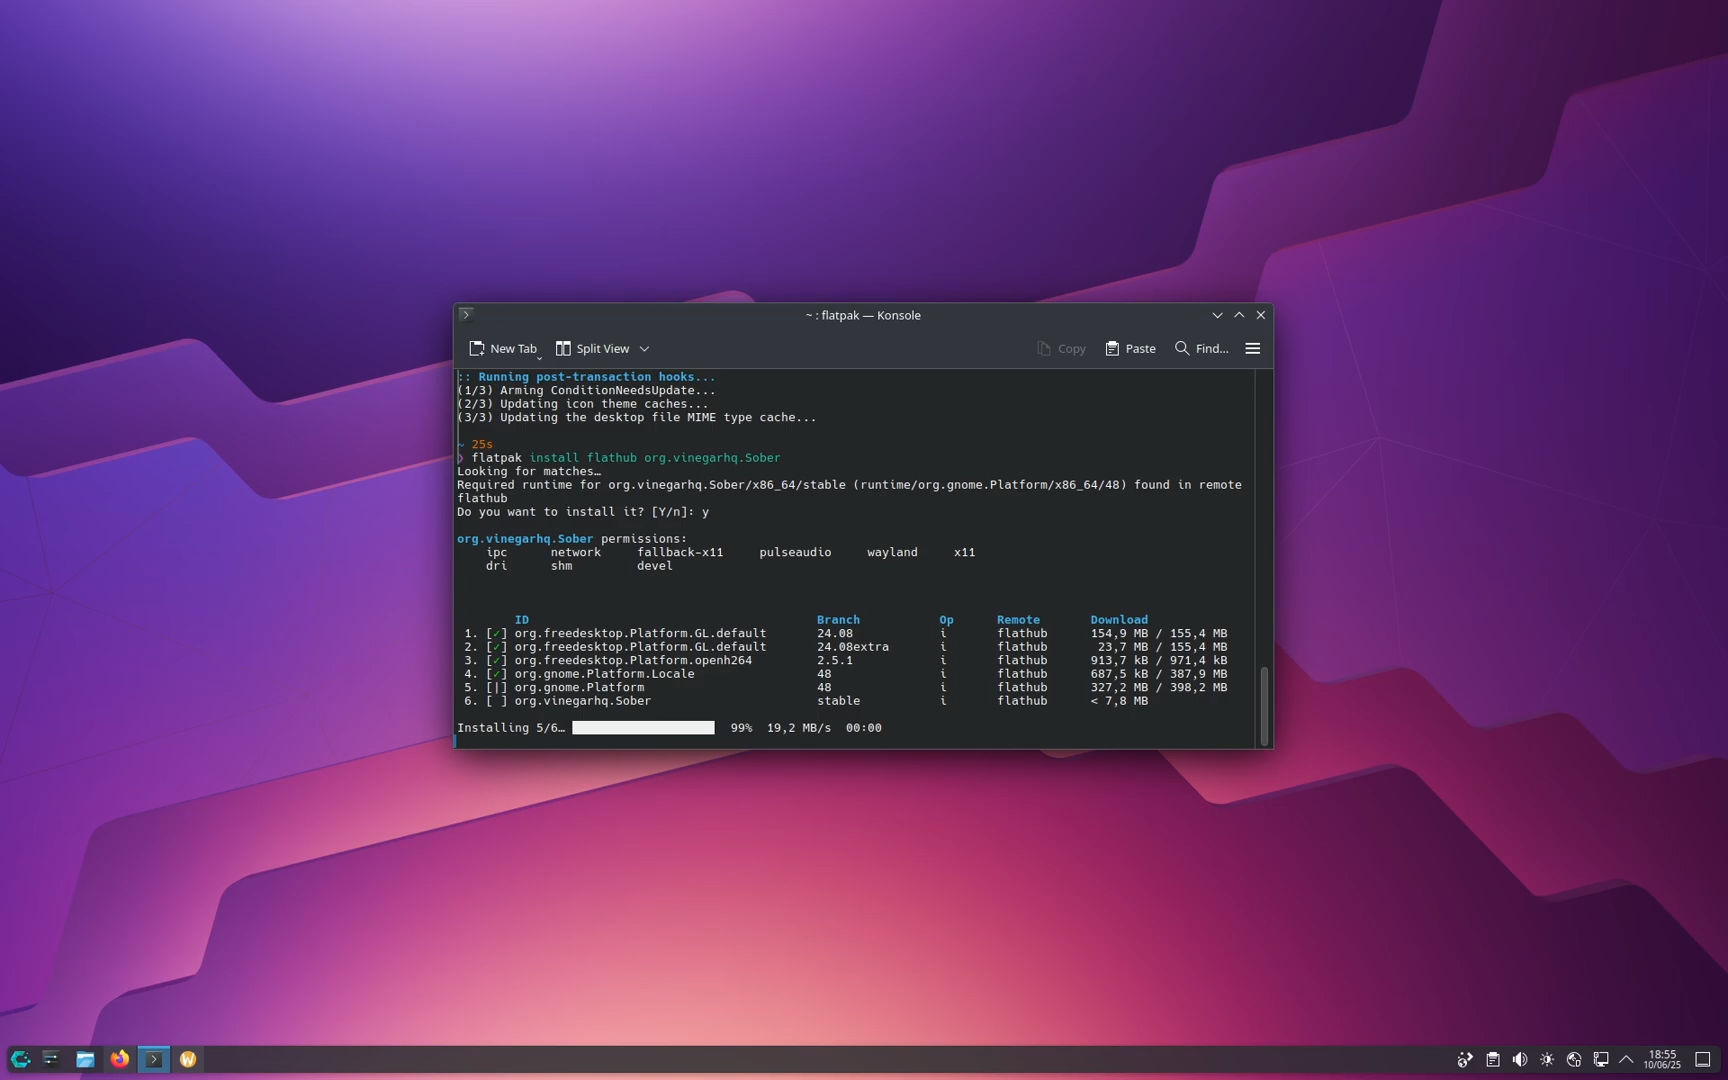 ~ : flatpak — Konsole
New Tab Split View Copy Paste Find...
:: Running post-transaction hooks...
(1/3) Arming ConditionNeedsUpdate...
(2/3) Updating icon theme caches...
(3/3) Updating the desktop file MIME type cache...
~ 25s
❯ flatpak install flathub org.vinegarhq.Sober
Looking for matches…
Required runtime for org.vinegarhq.Sober/x86_64/stable (runtime/org.gnome.Platform/x86_64/48) found in remote
flathub
Do you want to install it? [Y/n]: y
org.vinegarhq.Sober permissions:
ipc network fallback-x11 pulseaudio wayland x11
dri shm devel
ID Branch Op Remote Download
1. [✓] org.freedesktop.Platform.GL.default 24.08 i flathub 154,9 MB / 155,4 MB
2. [✓] org.freedesktop.Platform.GL.default 24.08extra i flathub 23,7 MB / 155,4 MB
3. [✓] org.freedesktop.Platform.openh264 2.5.1 i flathub 913,7 kB / 971,4 kB
4. [✓] org.gnome.Platform.Locale 48 i flathub 687,5 kB / 387,9 MB
5. [|] org.gnome.Platform 48 i flathub 327,2 MB / 398,2 MB
6. [ ] org.vinegarhq.Sober stable i flathub < 7,8 MB
Installing 5/6… 99% 19,2 MB/s 00:00
18:55
10/06/25